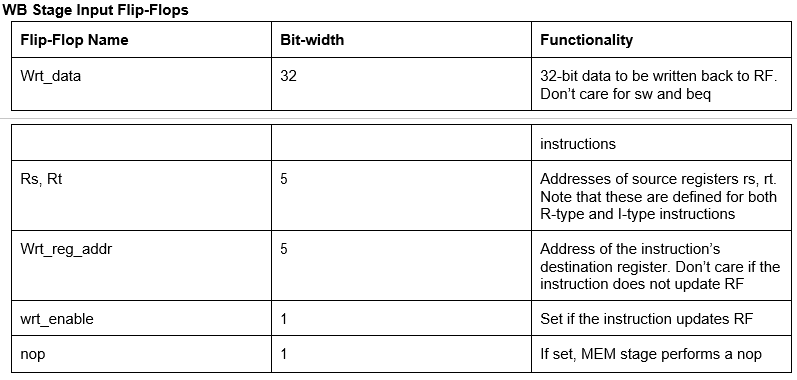 WB Stage Input Flip-Flops
Flip-Flop Name Bit-width Functionality
Wrt_data 32 32-bit data to be written back to RF.
Don’t care for sw and beq
instructions
Rs, Rt 5 Addresses of source registers rs, rt.
Note that these are defined for both
R-type and I-type instructions
Wrt_reg_addr 5 Address of the instruction’s
destination register. Don’t care if the
instruction does not update RF
wrt_enable 1 Set if the instruction updates RF
nop 1 If set, MEM stage performs a nop